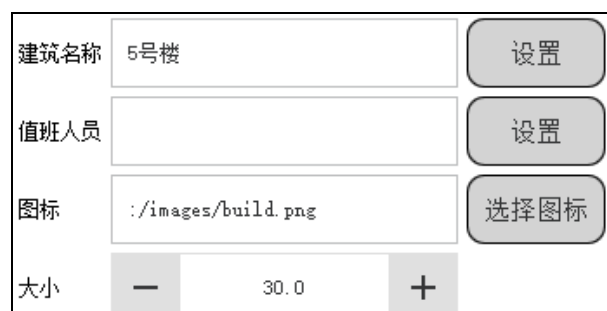 建筑名称 5号楼 设置
值班人员 设置
图标 :/images/build.png 选择图标
大小 — 30.0 +